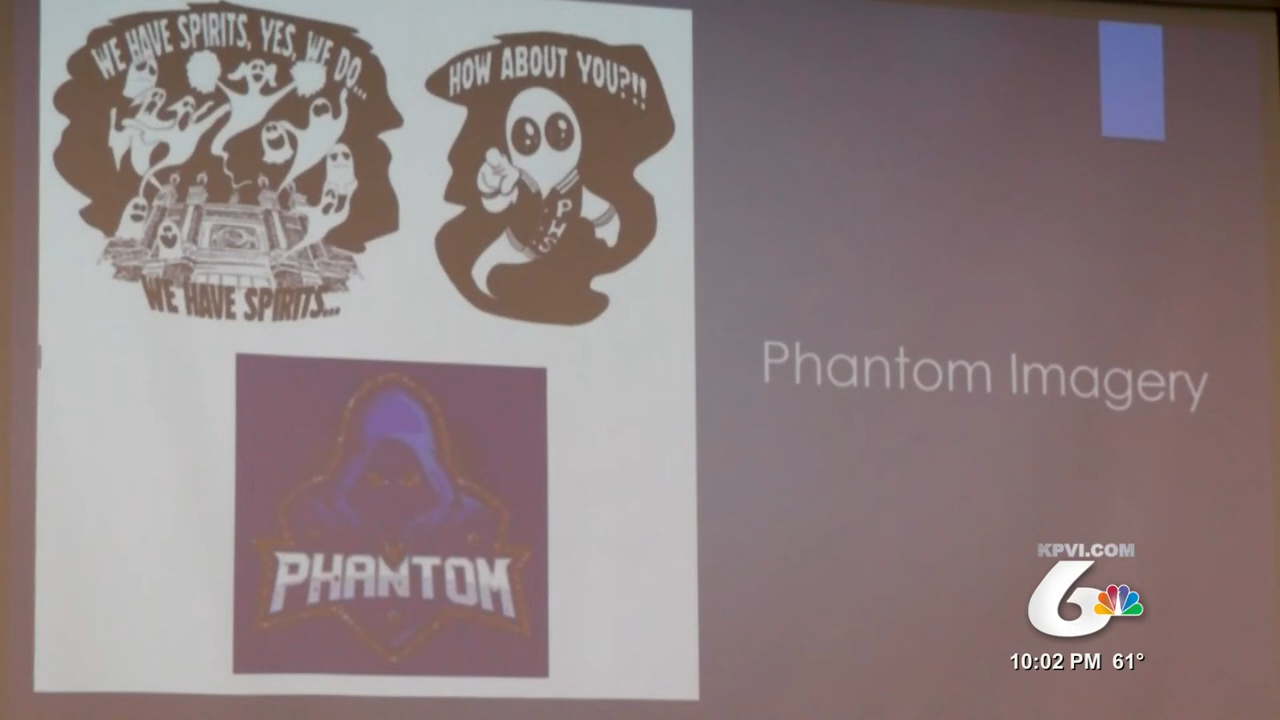 WE HAVE SPIRITS, YES, WE DO...
WE HAVE SPIRITS...
HOW ABOUT YOU?!!
PHS
PHANTOM
Phantom Imagery
KPVI.COM
6
10:02 PM 61°